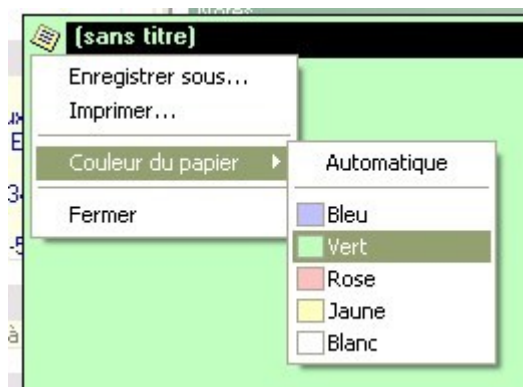 (sans titre)
Enregistrer sous...
Imprimer...
Couleur du papier
Fermer
Automatique
Bleu
Vert
Rose
Jaune
Blanc